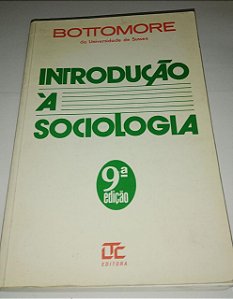 BOTTOMORE
da Universidade de Sussex
INTRODUÇÃO
À
SOCIOLOGIA
9ª
edição
LTC
EDITORA